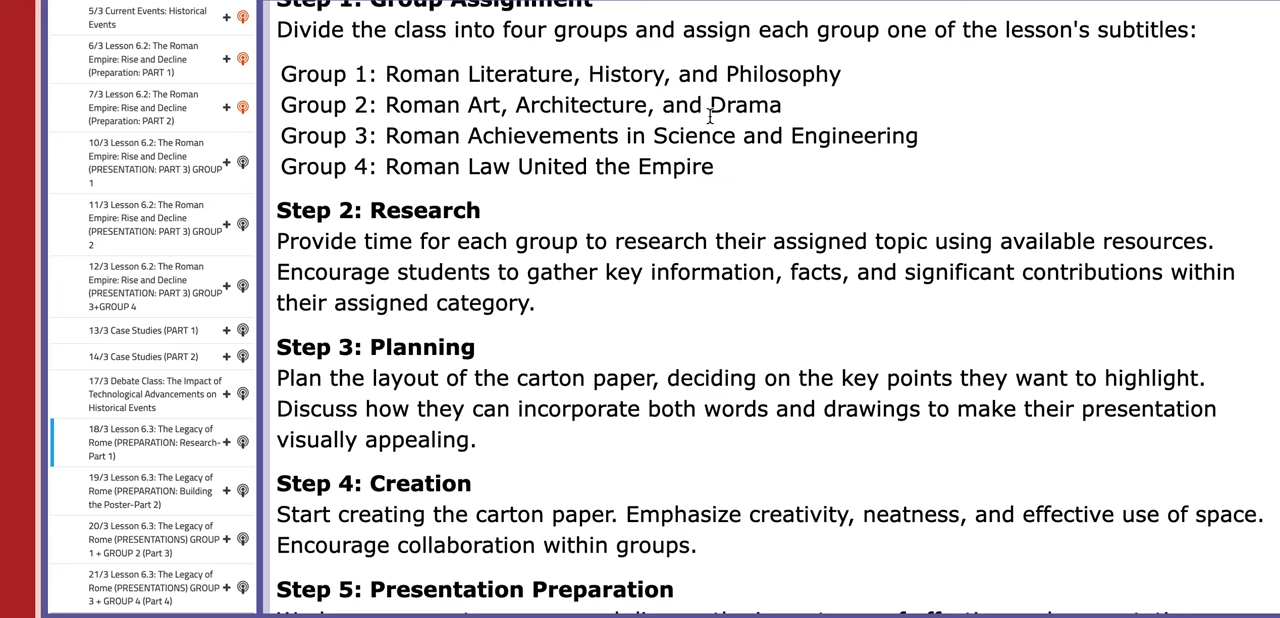 5/3 Current Events: Historical
Events
6/3 Lesson 6.2: The Roman
Empire: Rise and Decline
(Preparation: PART 1)
7/3 Lesson 6.2: The Roman
Empire: Rise and Decline
(Preparation: PART 2)
10/3 Lesson 6.2: The Roman
Empire: Rise and Decline
(PRESENTATION: PART 3) GROUP
1
11/3 Lesson 6.2: The Roman
Empire: Rise and Decline
(PRESENTATION: PART 3) GROUP
2
12/3 Lesson 6.2: The Roman
Empire: Rise and Decline
(PRESENTATION: PART 3) GROUP
3+GROUP 4
13/3 Case Studies (PART 1)
14/3 Case Studies (PART 2)
17/3 Debate Class: The Impact of
Technological Advancements on
Historical Events
18/3 Lesson 6.3: The Legacy of
Rome (PREPARATION: Research-
Part 1)
19/3 Lesson 6.3: The Legacy of
Rome (PREPARATION: Building
the Poster-Part 2)
20/3 Lesson 6.3: The Legacy of
Rome (PRESENTATIONS) GROUP
1 + GROUP 2 (Part 3)
21/3 Lesson 6.3: The Legacy of
Rome (PRESENTATIONS) GROUP
3 + GROUP 4 (Part 4)
Step 1: Group Assignment
Divide the class into four groups and assign each group one of the lesson's subtitles:
Group 1: Roman Literature, History, and Philosophy
Group 2: Roman Art, Architecture, and Drama
Group 3: Roman Achievements in Science and Engineering
Group 4: Roman Law United the Empire
Step 2: Research
Provide time for each group to research their assigned topic using available resources.
Encourage students to gather key information, facts, and significant contributions within
their assigned category.
Step 3: Planning
Plan the layout of the carton paper, deciding on the key points they want to highlight.
Discuss how they can incorporate both words and drawings to make their presentation
visually appealing.
Step 4: Creation
Start creating the carton paper. Emphasize creativity, neatness, and effective use of space.
Encourage collaboration within groups.
Step 5: Presentation Preparation